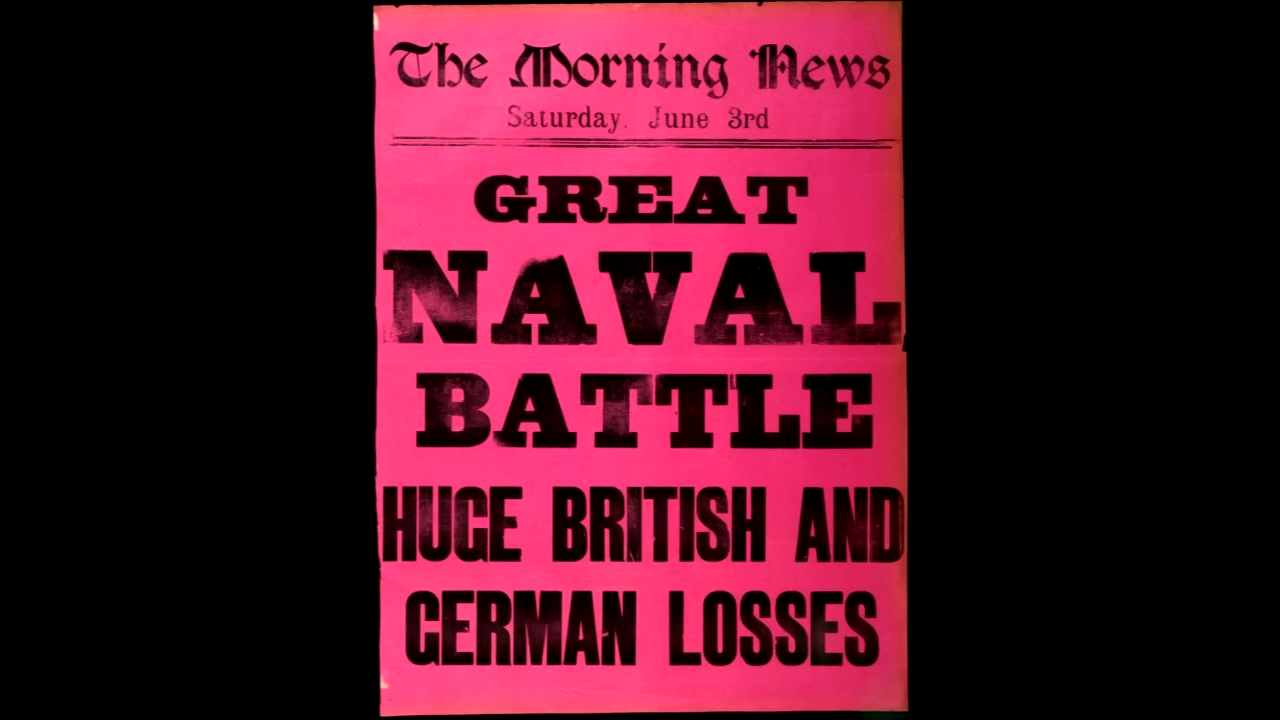 The Morning News
Saturday, June 3rd
GREAT
NAVAL
BATTLE
HUGE BRITISH AND
GERMAN LOSSES